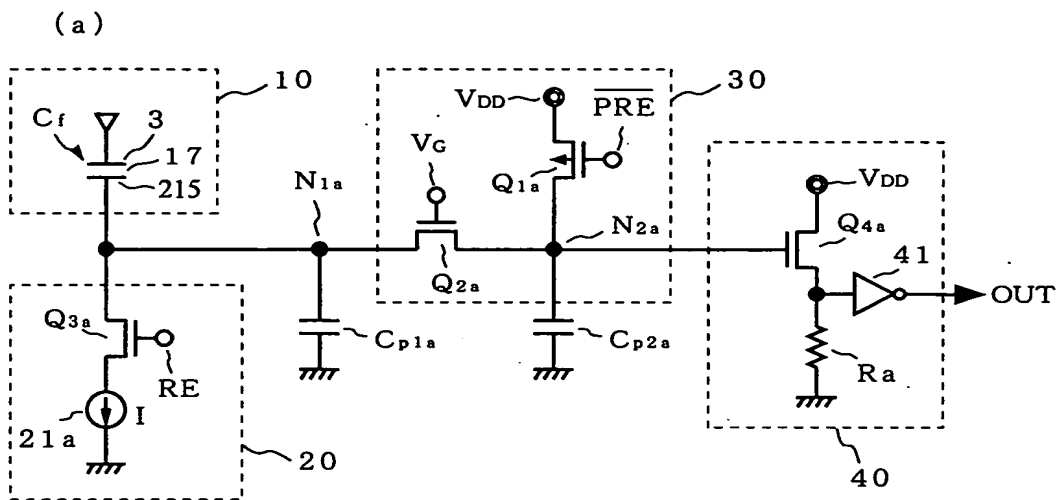 (a)
10
Cf
3
17
215
VDD
PRE
30
Q1a
VG
N1a
Q2a
N2a
VDD
Q4a
41
OUT
Ra
40
Cp1a
Cp2a
Q3a
RE
I
21a
20